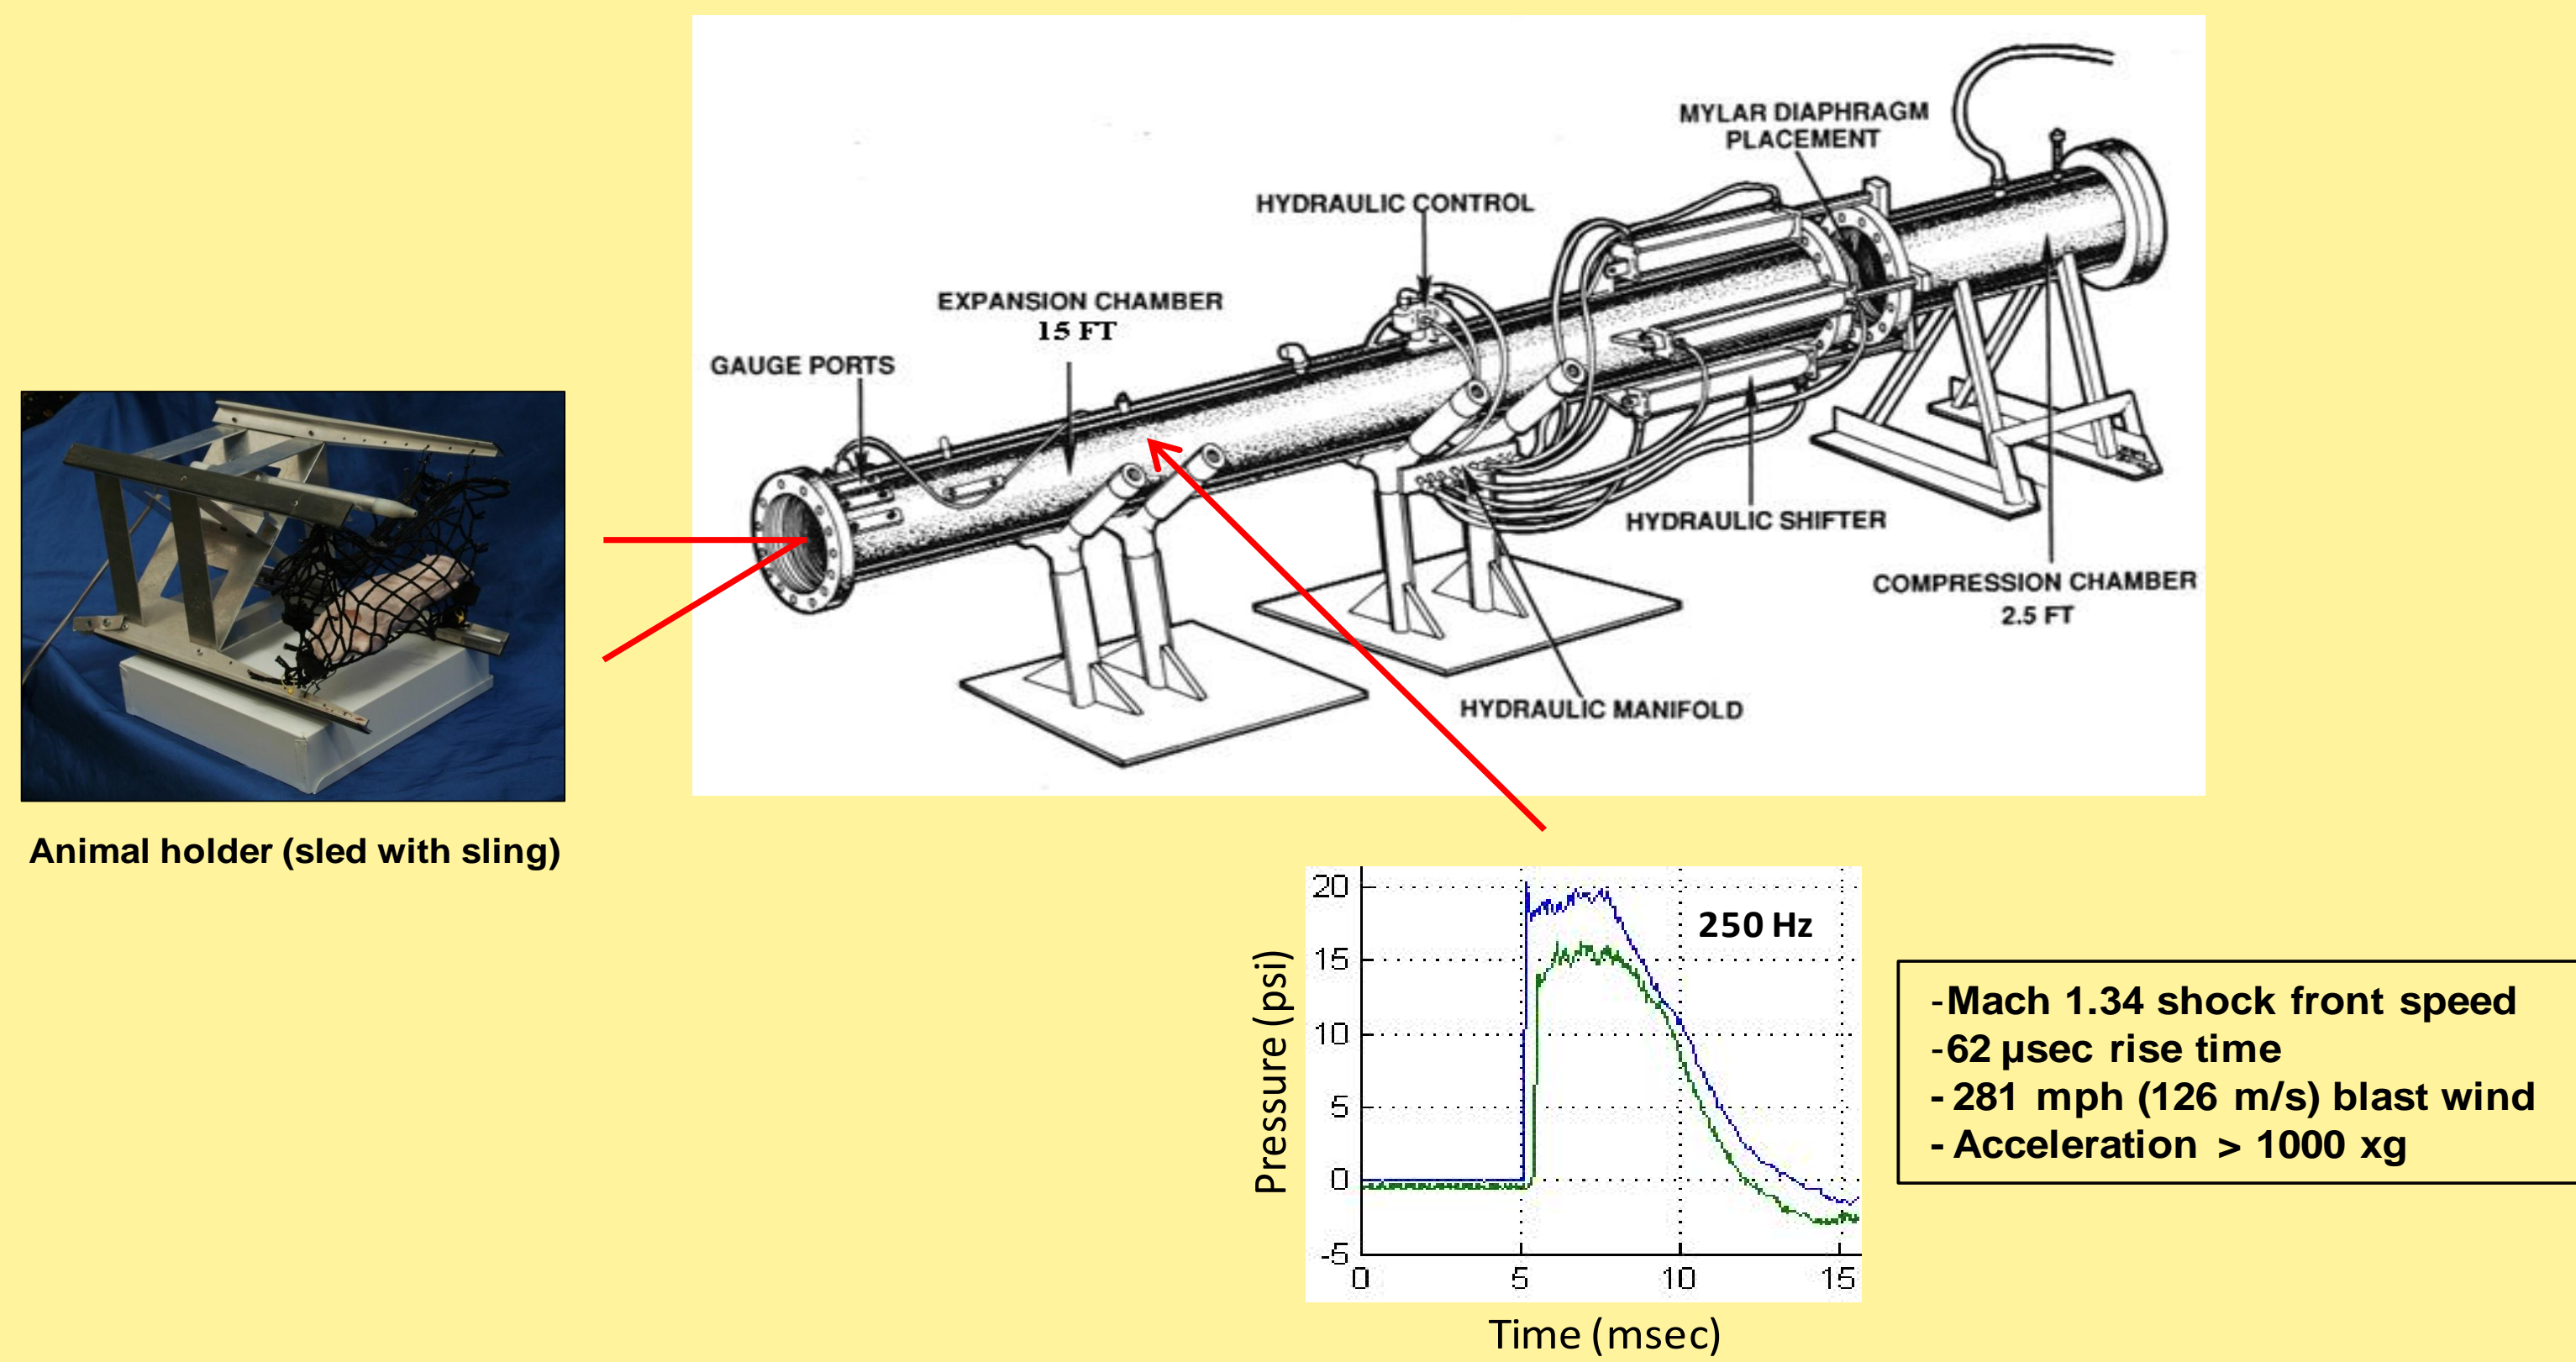 MYLAR DIAPHRAGM
PLACEMENT
HYDRAULIC CONTROL
EXPANSION CHAMBER
15 FT
GAUGE PORTS
HYDRAULIC SHIFTER
COMPRESSION CHAMBER
2.5 FT
HYDRAULIC MANIFOLD
Animal holder (sled with sling)
Pressure (psi)
20
15
10
5
0
-5
250 Hz
0 5 10 15
Time (msec)
-Mach 1.34 shock front speed
-62 µsec rise time
- 281 mph (126 m/s) blast wind
- Acceleration > 1000 xg